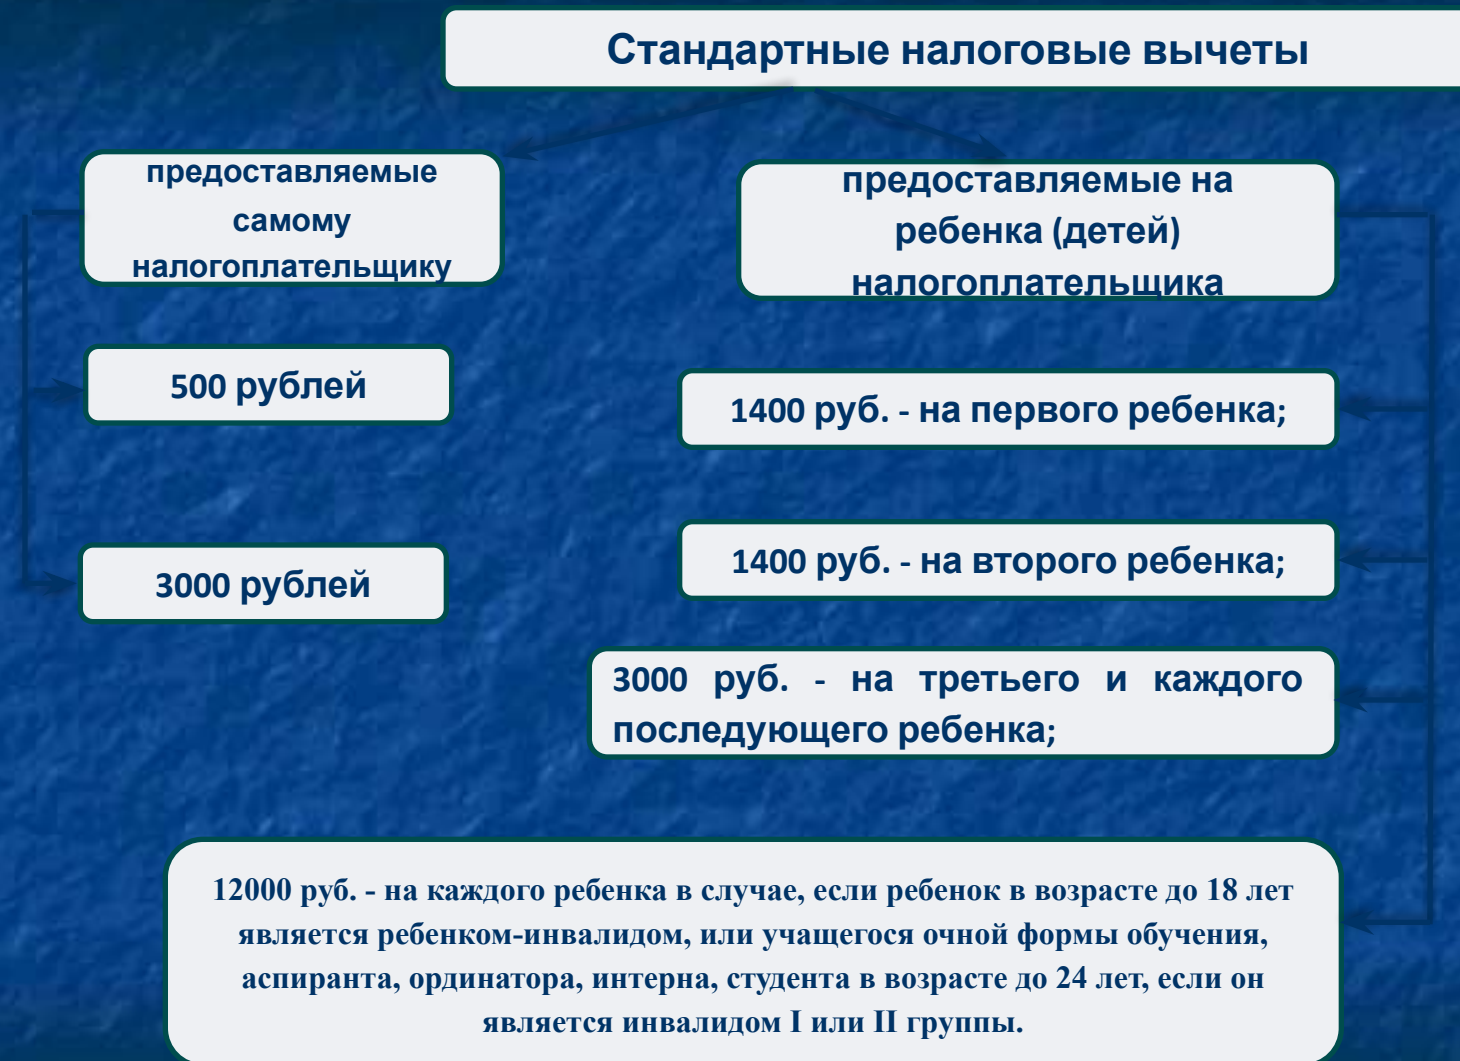 Стандартные налоговые вычеты
предоставляемые
самому
налогоплательщику
предоставляемые на
ребенка (детей)
налогоплательщика
500 рублей
3000 рублей
1400 руб. - на первого ребенка;
1400 руб. - на второго ребенка;
3000 руб. - на третьего и каждого
последующего ребенка;
12000 руб. - на каждого ребенка в случае, если ребенок в возрасте до 18 лет
является ребенком-инвалидом, или учащегося очной формы обучения,
аспиранта, ординатора, интерна, студента в возрасте до 24 лет, если он
является инвалидом I или II группы.